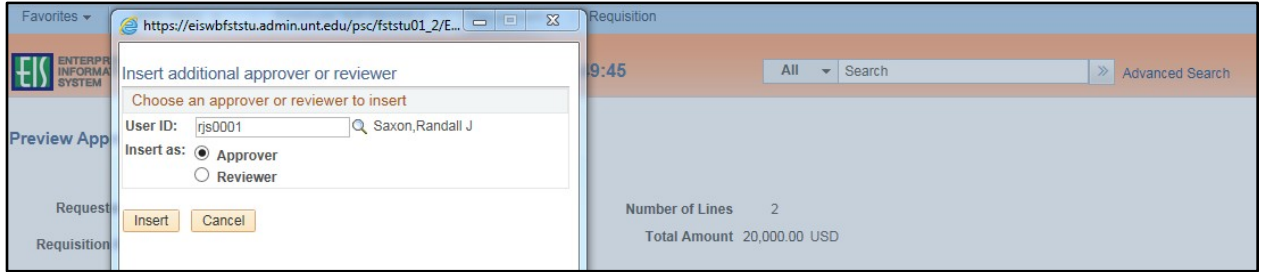 Favorites
https://eiswbfststu.admin.unt.edu/psc/fststu01_2/E...
Requisition
EIS ENTERPR
INFORMA
SYSTEM
Insert additional approver or reviewer
9:45
All Search
Advanced Search
Choose an approver or reviewer to insert
User ID: rjs0001 Saxon,Randall J
Preview App
Insert as: Approver
Reviewer
Request
Number of Lines 2
Insert Cancel
Requisition
Total Amount 20,000.00 USD